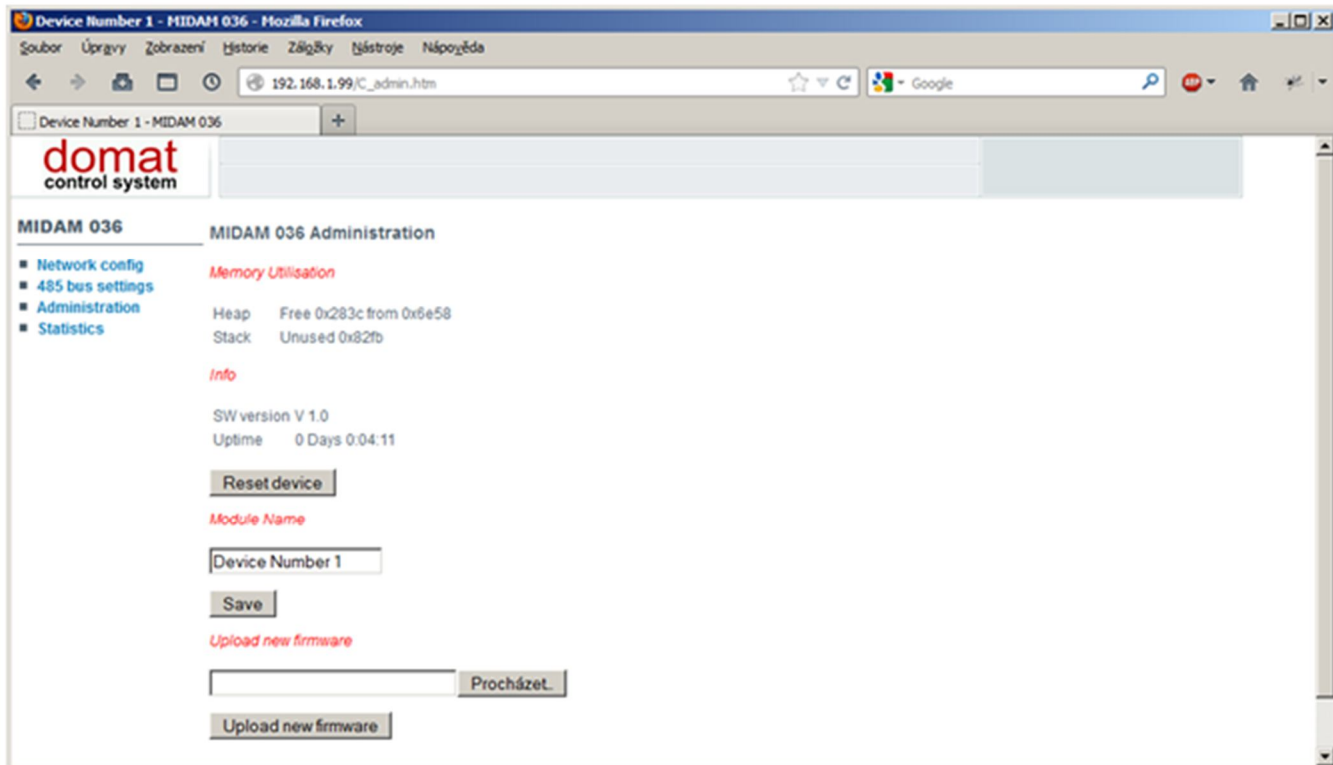 Device Number 1 - MIDAM 036 - Mozilla Firefox
Soubor Úpravy Zobrazení Historie Záložky Nástroje Nápověda
192.168.1.99/C_admin.htm Google
Device Number 1 - MIDAM 036
domat
control system
MIDAM 036
Network config
485 bus settings
Administration
Statistics
MIDAM 036 Administration
Memory Utilisation
Heap Free 0x283c from 0x6e58
Stack Unused 0x82fb
Info
SW version V 1.0
Uptime 0 Days 0:04:11
Reset device
Module Name
Device Number 1
Save
Upload new firmware
Procházet..
Upload new firmware